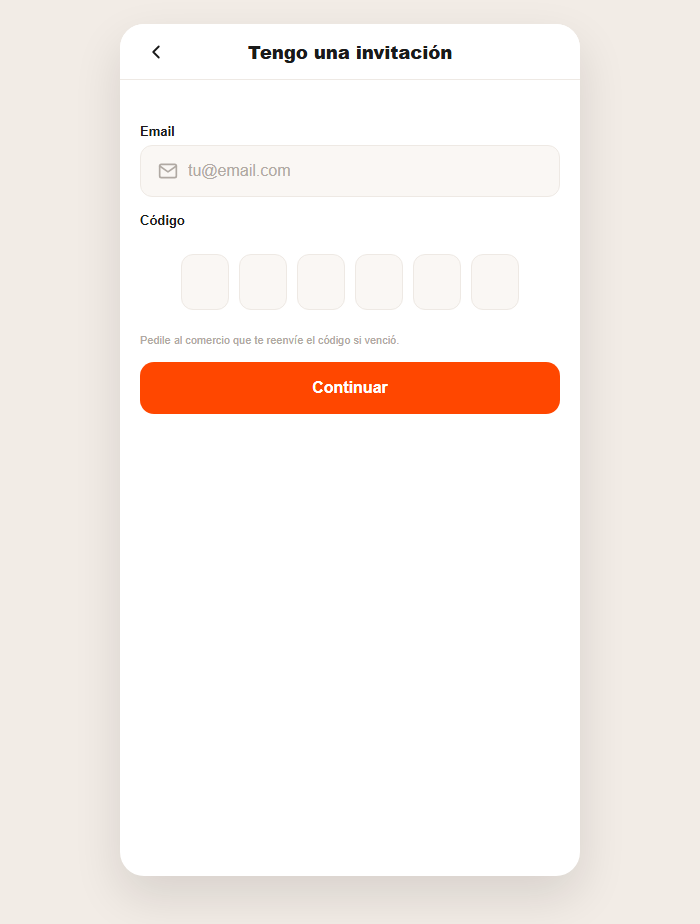 Tengo una invitación
Email
tu@email.com
Código
Pedile al comercio que te reenvíe el código si venció.
Continuar